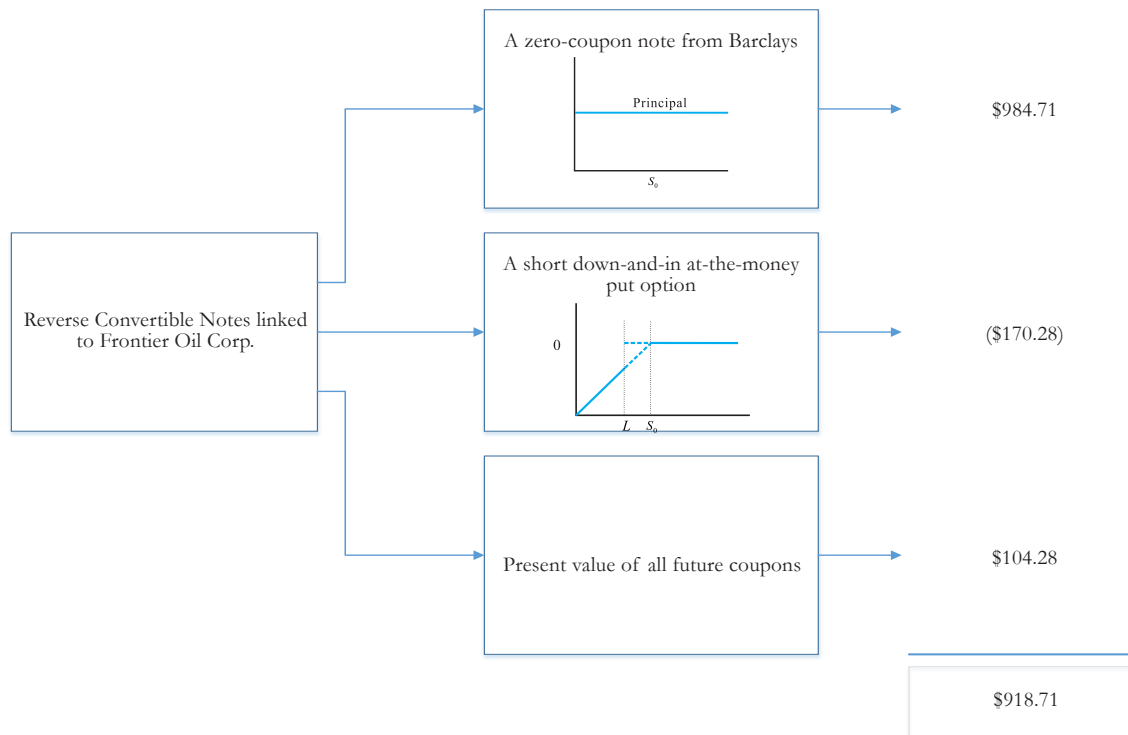 A zero-coupon note from Barclays
Principal
S₀
$984.71
Reverse Convertible Notes linked
to Frontier Oil Corp.
A short down-and-in at-the-money
put option
0
L S₀
($170.28)
Present value of all future coupons
$104.28
$918.71